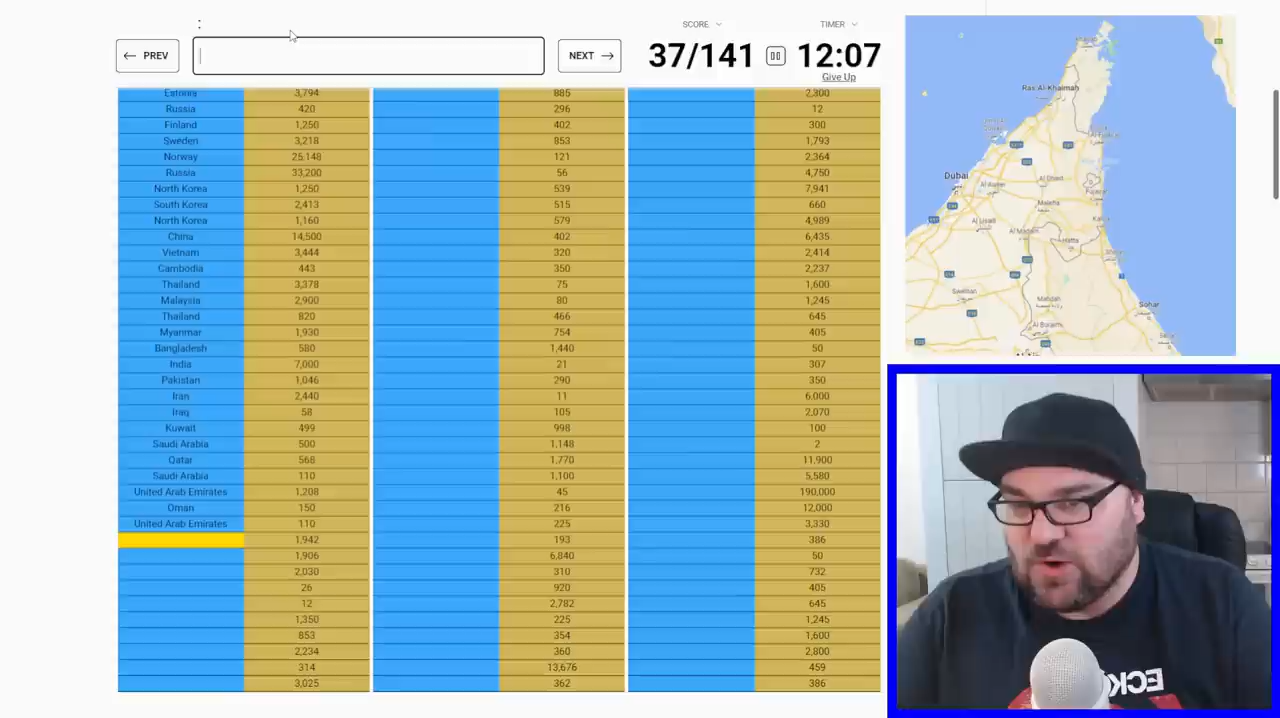 :
SCORE
TIMER
← PREV
NEXT →
37/141
12:07
Give Up
Estonia 3,794 885 2,300
Russia 420 296 12
Finland 1,250 402 300
Sweden 3,218 853 1,793
Norway 25,148 121 2,364
Russia 33,200 56 4,750
North Korea 1,250 539 7,941
South Korea 2,413 515 660
North Korea 1,160 579 4,989
China 14,500 402 6,435
Vietnam 3,444 320 2,414
Cambodia 443 350 2,237
Thailand 3,378 75 1,600
Malaysia 2,900 80 1,245
Thailand 820 466 645
Myanmar 1,930 754 405
Bangladesh 580 1,440 50
India 7,000 21 307
Pakistan 1,046 290 350
Iran 2,440 11 6,000
Iraq 58 105 2,070
Kuwait 499 998 100
Saudi Arabia 500 1,148 2
Qatar 568 1,770 11,900
Saudi Arabia 110 1,100 5,580
United Arab Emirates 1,208 45 190,000
Oman 150 216 12,000
United Arab Emirates 110 225 3,330
1,942 193 386
1,906 6,840 50
2,030 310 732
26 920 405
12 2,782 645
1,350 225 1,245
853 354 1,600
2,234 360 2,800
314 13,676 459
3,025 362 386
Ras Al-Khaimah
Dubai
Al Dhaid
Masfut
Al Madam
Hatta
Mahdah
Sohar
ECK